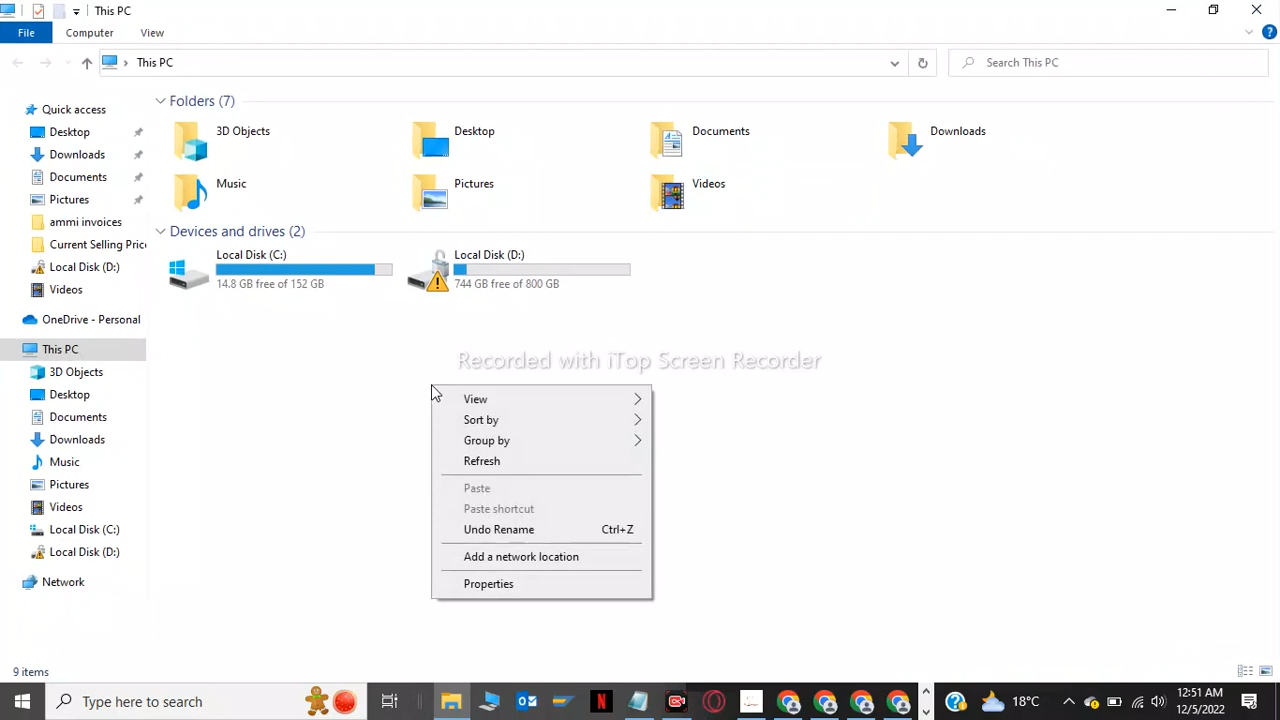 This PC
File
Computer
View
This PC
Search This PC
Quick access
Desktop
Downloads
Documents
Pictures
ammi invoices
Current Selling Pric
Local Disk (D:)
Videos
OneDrive - Personal
This PC
3D Objects
Desktop
Documents
Downloads
Music
Pictures
Videos
Local Disk (C:)
Local Disk (D:)
Network
Folders (7)
3D Objects
Desktop
Documents
Downloads
Music
Pictures
Videos
Devices and drives (2)
Local Disk (C:)
14.8 GB free of 152 GB
Local Disk (D:)
744 GB free of 800 GB
Recorded with iTop Screen Recorder
View
Sort by
Group by
Refresh
Paste
Paste shortcut
Undo Rename Ctrl+Z
Add a network location
Properties
9 items
Type here to search
18°C
12:51 AM
12/5/2022